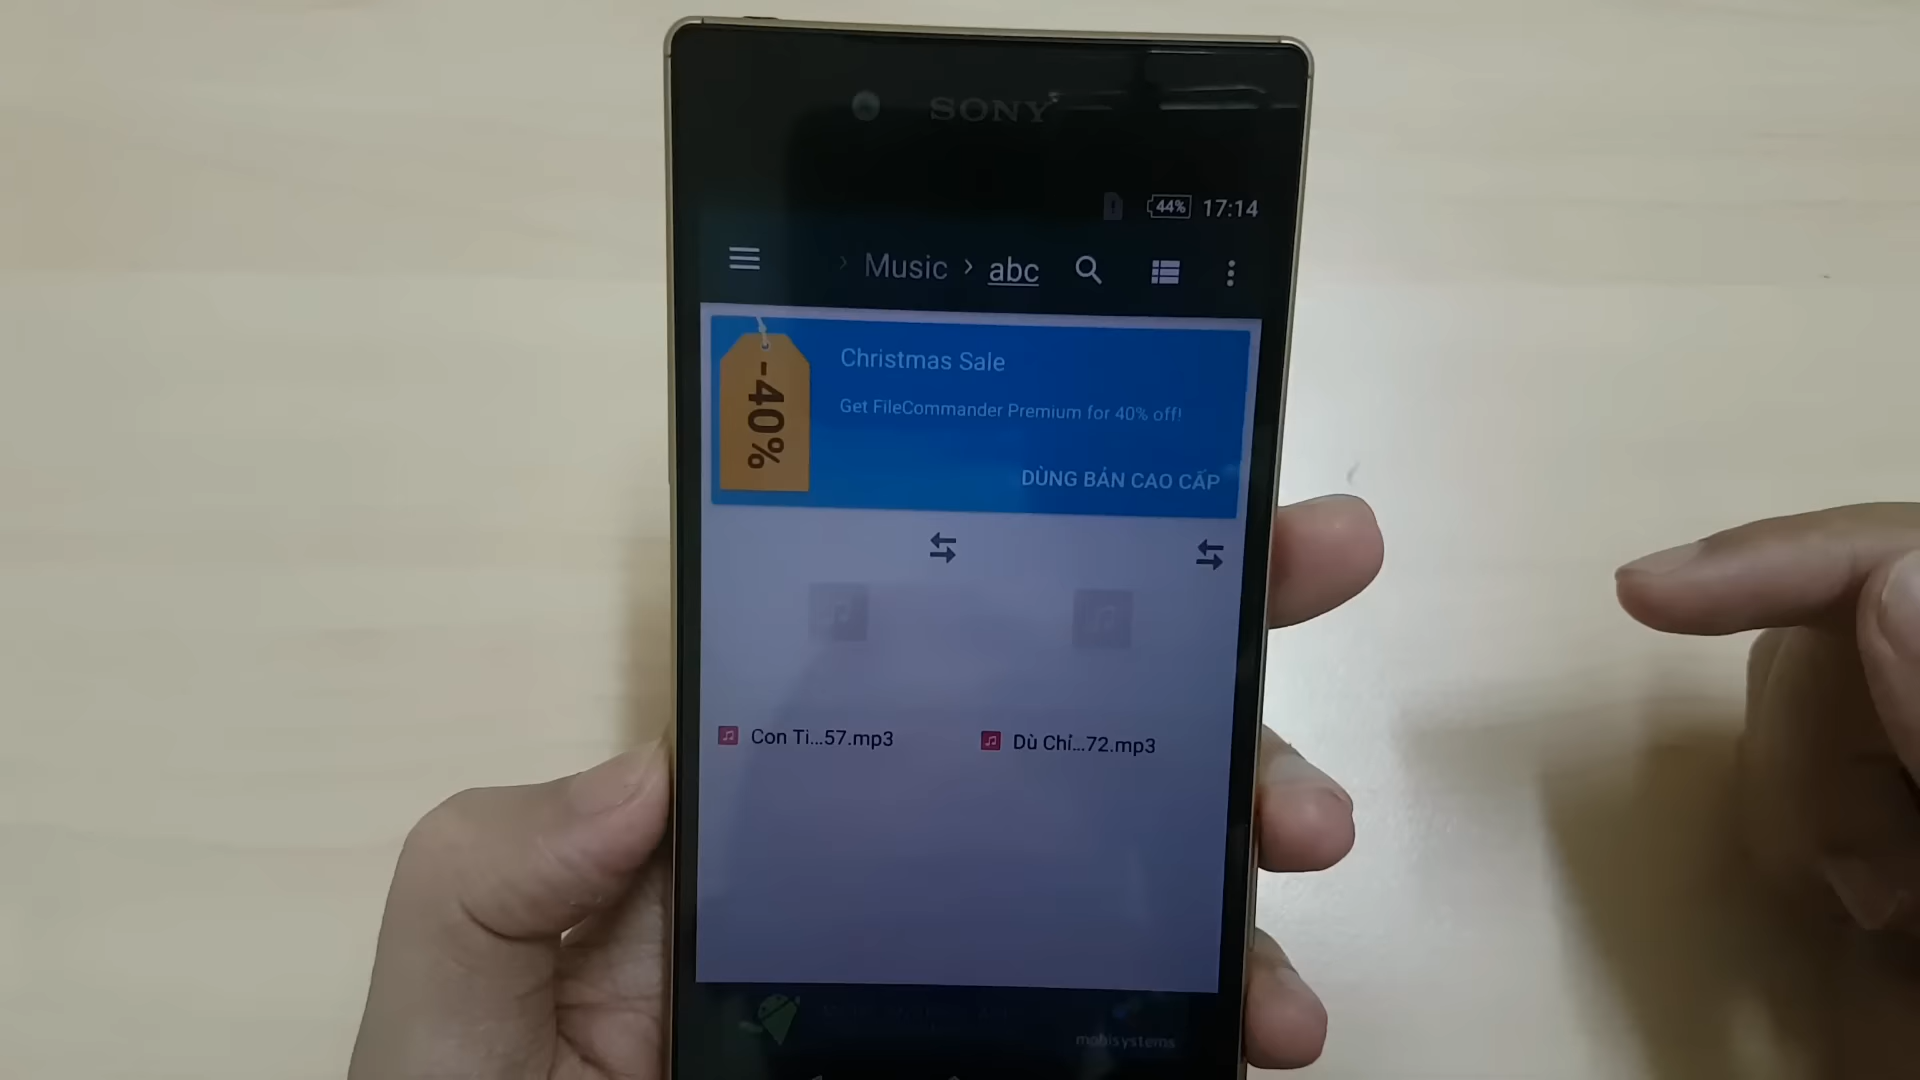 SONY
44% 17:14
Music > abc
-40%
Christmas Sale
Get FileCommander Premium for 40% off!
DÙNG BẢN CAO CẤP
Con Ti...57.mp3
Dù Chỉ...72.mp3
mobisystems